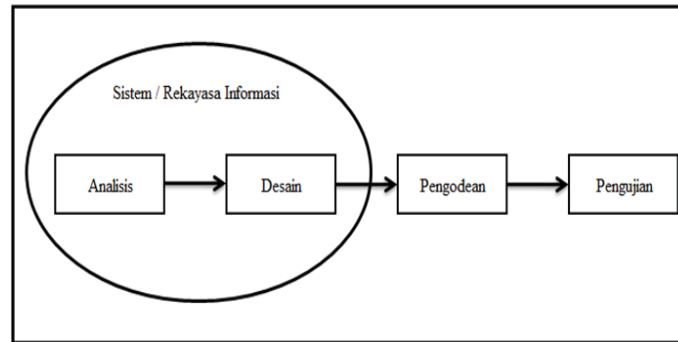 Sistem / Rekayasa Informasi
Analisis
Desain
Pengodean
Pengujian